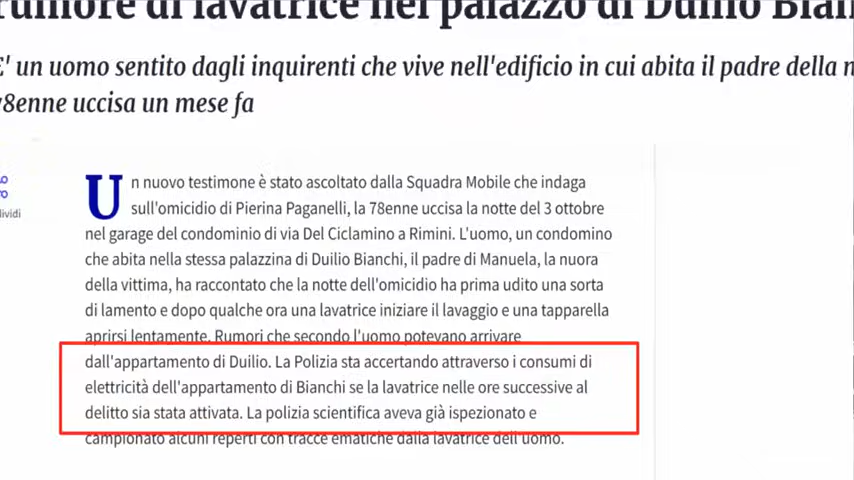 rumore di lavatrice nel palazzo di Duilio
E' un uomo sentito dagli inquirenti che vive nell'edificio in cui abita il padre della
78enne uccisa un mese fa
Un nuovo testimone è stato ascoltato dalla Squadra Mobile che indaga
sull'omicidio di Pierina Paganelli, la 78enne uccisa la notte del 3 ottobre
nel garage del condominio di via Del Ciclamino a Rimini. L'uomo, un condomino
che abita nella stessa palazzina di Duilio Bianchi, il padre di Manuela, la nuora
della vittima, ha raccontato che la notte dell'omicidio ha prima udito una sorta
di lamento e dopo qualche ora una lavatrice iniziare il lavaggio e una tapparella
aprirsi lentamente. Rumori che secondo l'uomo potevano arrivare
dall'appartamento di Duilio. La Polizia sta accertando attraverso i consumi di
elettricità dell'appartamento di Bianchi se la lavatrice nelle ore successive al
delitto sia stata attivata. La polizia scientifica aveva già ispezionato e
campionato alcuni reperti con tracce ematiche dalla lavatrice dell'uomo.